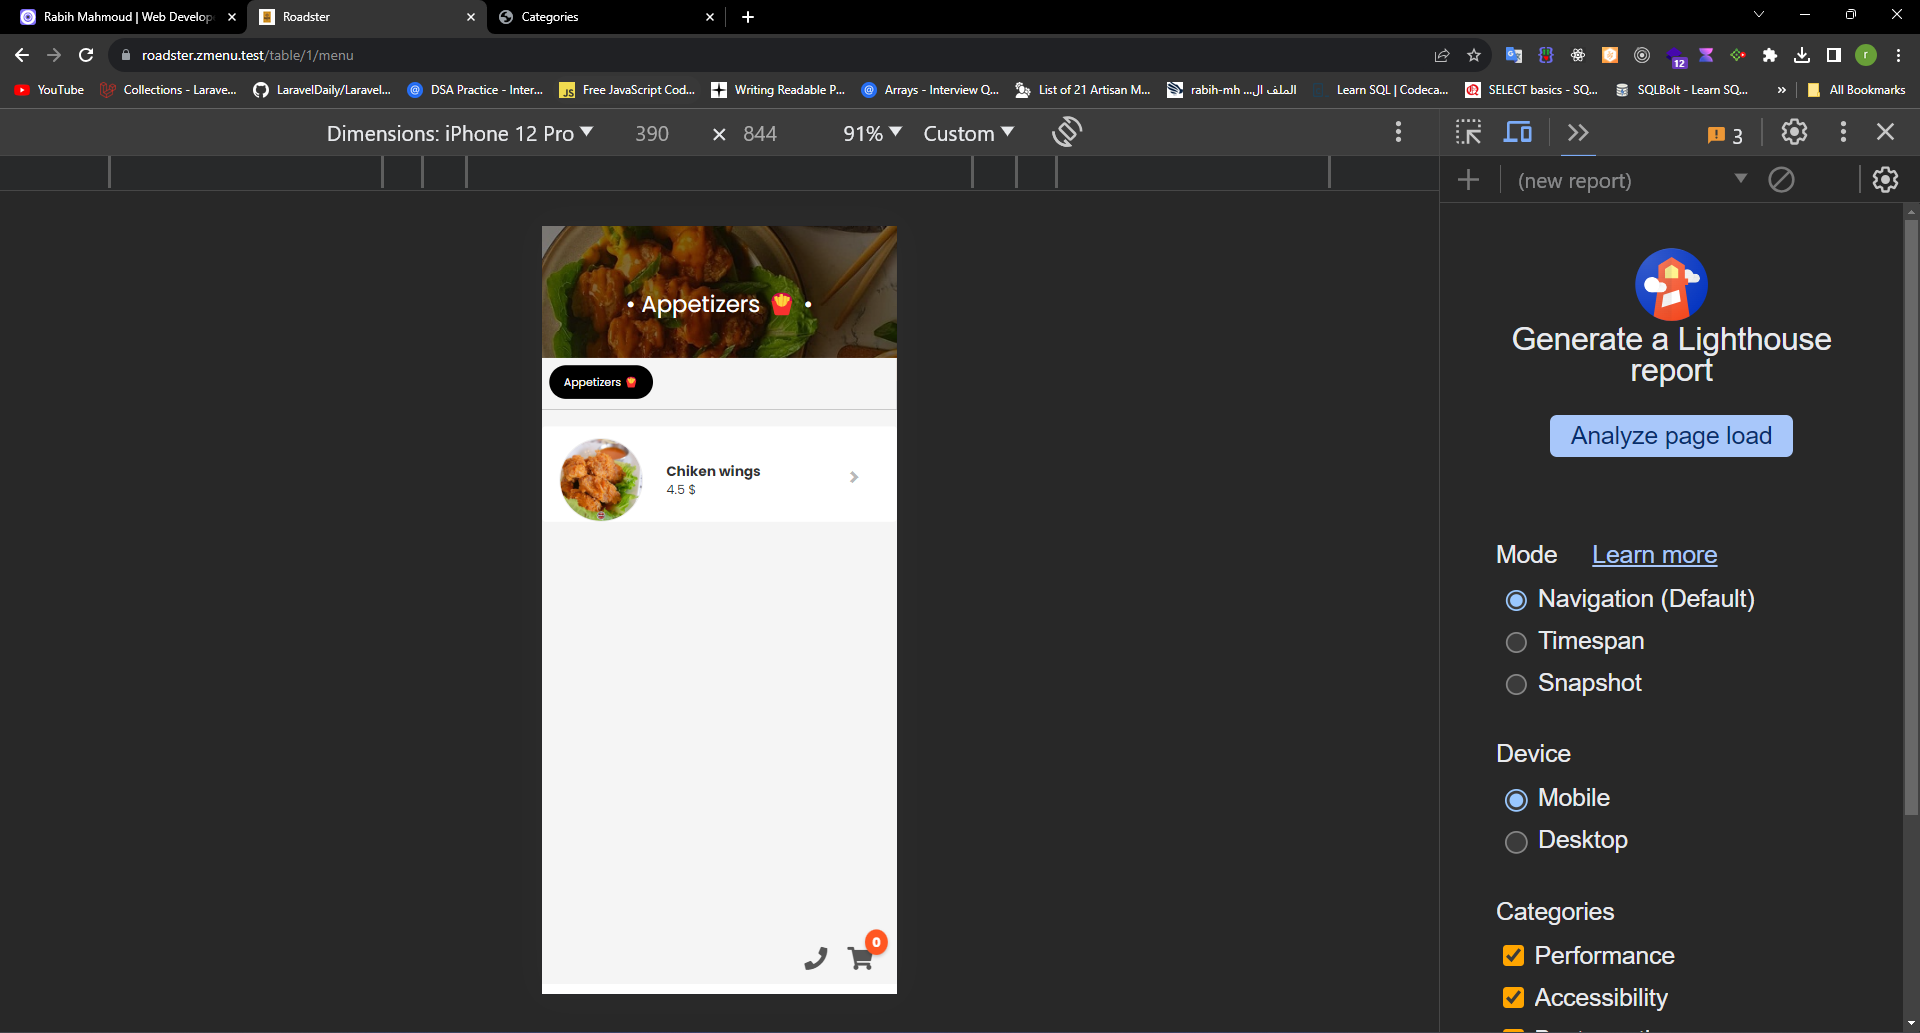 Rabih Mahmoud | Web Develop
Roadster
Categories
roadster.zmenu.test/table/1/menu
12
r
YouTube
Collections - Larave...
LaravelDaily/Laravel...
DSA Practice - Inter...
Free JavaScript Cod...
Writing Readable P...
Arrays - Interview Q...
List of 21 Artisan M...
rabih-mh ...الملف ال
Learn SQL | Codeca...
SELECT basics - SQ...
SQLBolt - Learn SQ...
»
All Bookmarks
Dimensions: iPhone 12 Pro
390
×
844
91%
Custom
3
(new report)
• Appetizers 🍟 •
Appetizers 🍟
Chiken wings
4.5 $
0
Generate a Lighthouse
report
Analyze page load
Mode
Learn more
Navigation (Default)
Timespan
Snapshot
Device
Mobile
Desktop
Categories
Performance
Accessibility